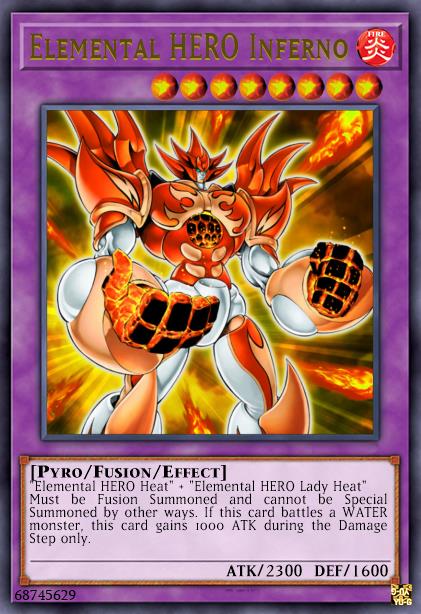 Elemental HERO Inferno
FIRE
炎
[Pyro/Fusion/Effect]
"Elemental HERO Heat" + "Elemental HERO Lady Heat"
Must be Fusion Summoned and cannot be Special
Summoned by other ways. If this card battles a WATER
monster, this card gains 1000 ATK during the Damage
Step only.
ATK/2300 DEF/1600
68745629